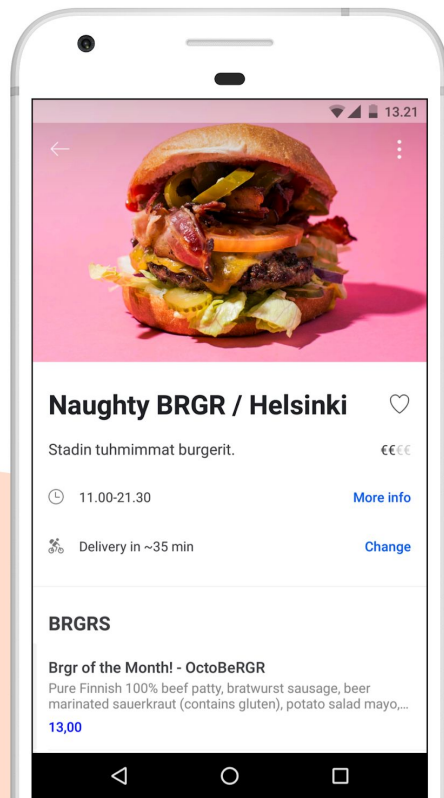 13.21
Naughty BRGR / Helsinki
Stadin tuhmimmat burgerit.
€€€€
11.00-21.30
More info
Delivery in ~35 min
Change
BRGRS
Brgr of the Month! - OctoBeRGR
Pure Finnish 100% beef patty, bratwurst sausage, beer
marinated sauerkraut (contains gluten), potato salad mayo,...
13,00